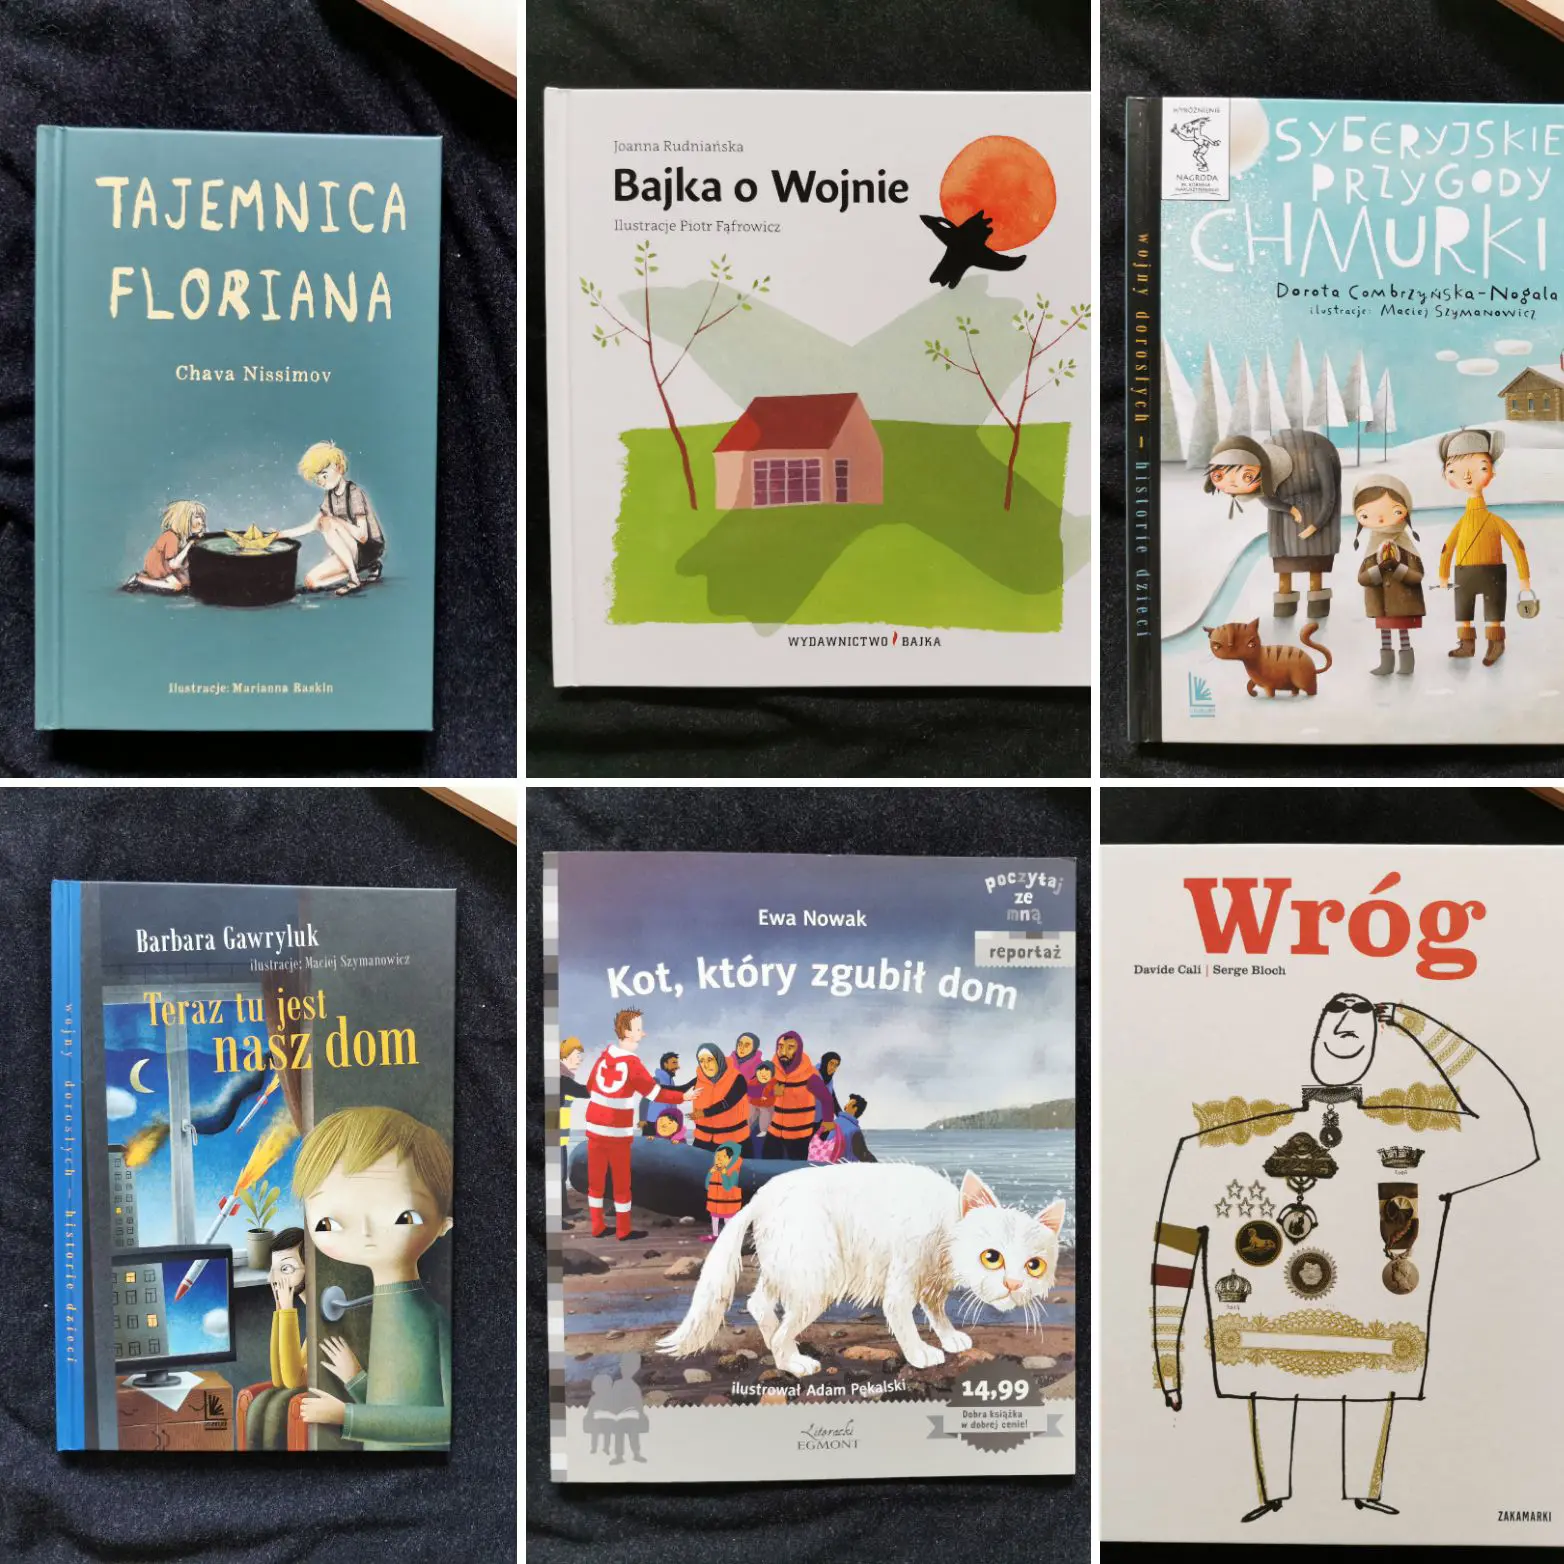 TAJEMNICA
FLORIANA
Chava Nissimov
Ilustracje: Marianna Raskin
Joanna Rudniańska
Bajka o Wojnie
Ilustracje Piotr Fąfrowicz
WYDAWNICTWO BAJKA
WYRÓŻNIENIE
NAGRODA
wojny dorosłych – historie dzieci
SYBERYJSKIE
PRZYGODY
CHMURKI
Dorota Combrzyńska-Nogala
ilustracje: Maciej Szymanowicz
wojny dorosłych – historie dzieci
Barbara Gawryluk
ilustracje: Maciej Szymanowicz
Teraz tu jest
nasz dom
poczytaj
ze
mną
reportaż
Ewa Nowak
Kot, który zgubił dom
ilustrował Adam Pękalski
14,99
Dobra książka
w dobrej cenie!
Literacki
EGMONT
Wróg
Davide Cali | Serge Bloch
ZAKAMARKI